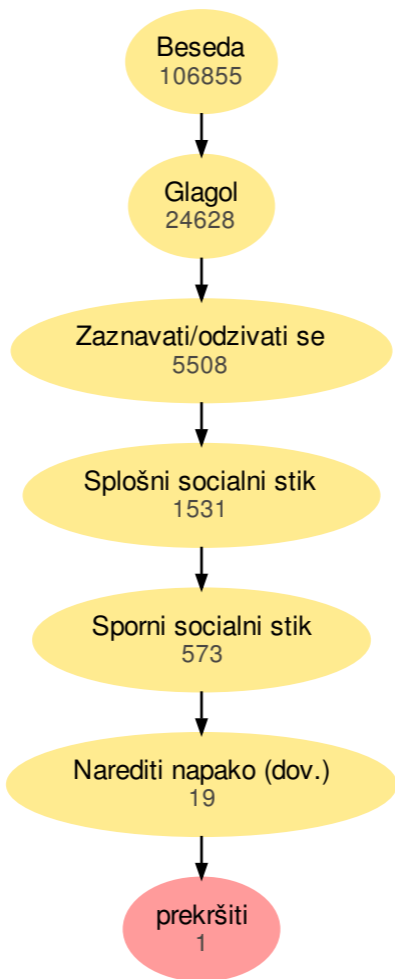 Beseda
106855
Glagol
24628
Zaznavati/odzivati se
5508
Splošni socialni stik
1531
Sporni socialni stik
573
Narediti napako (dov.)
19
prekršiti
1